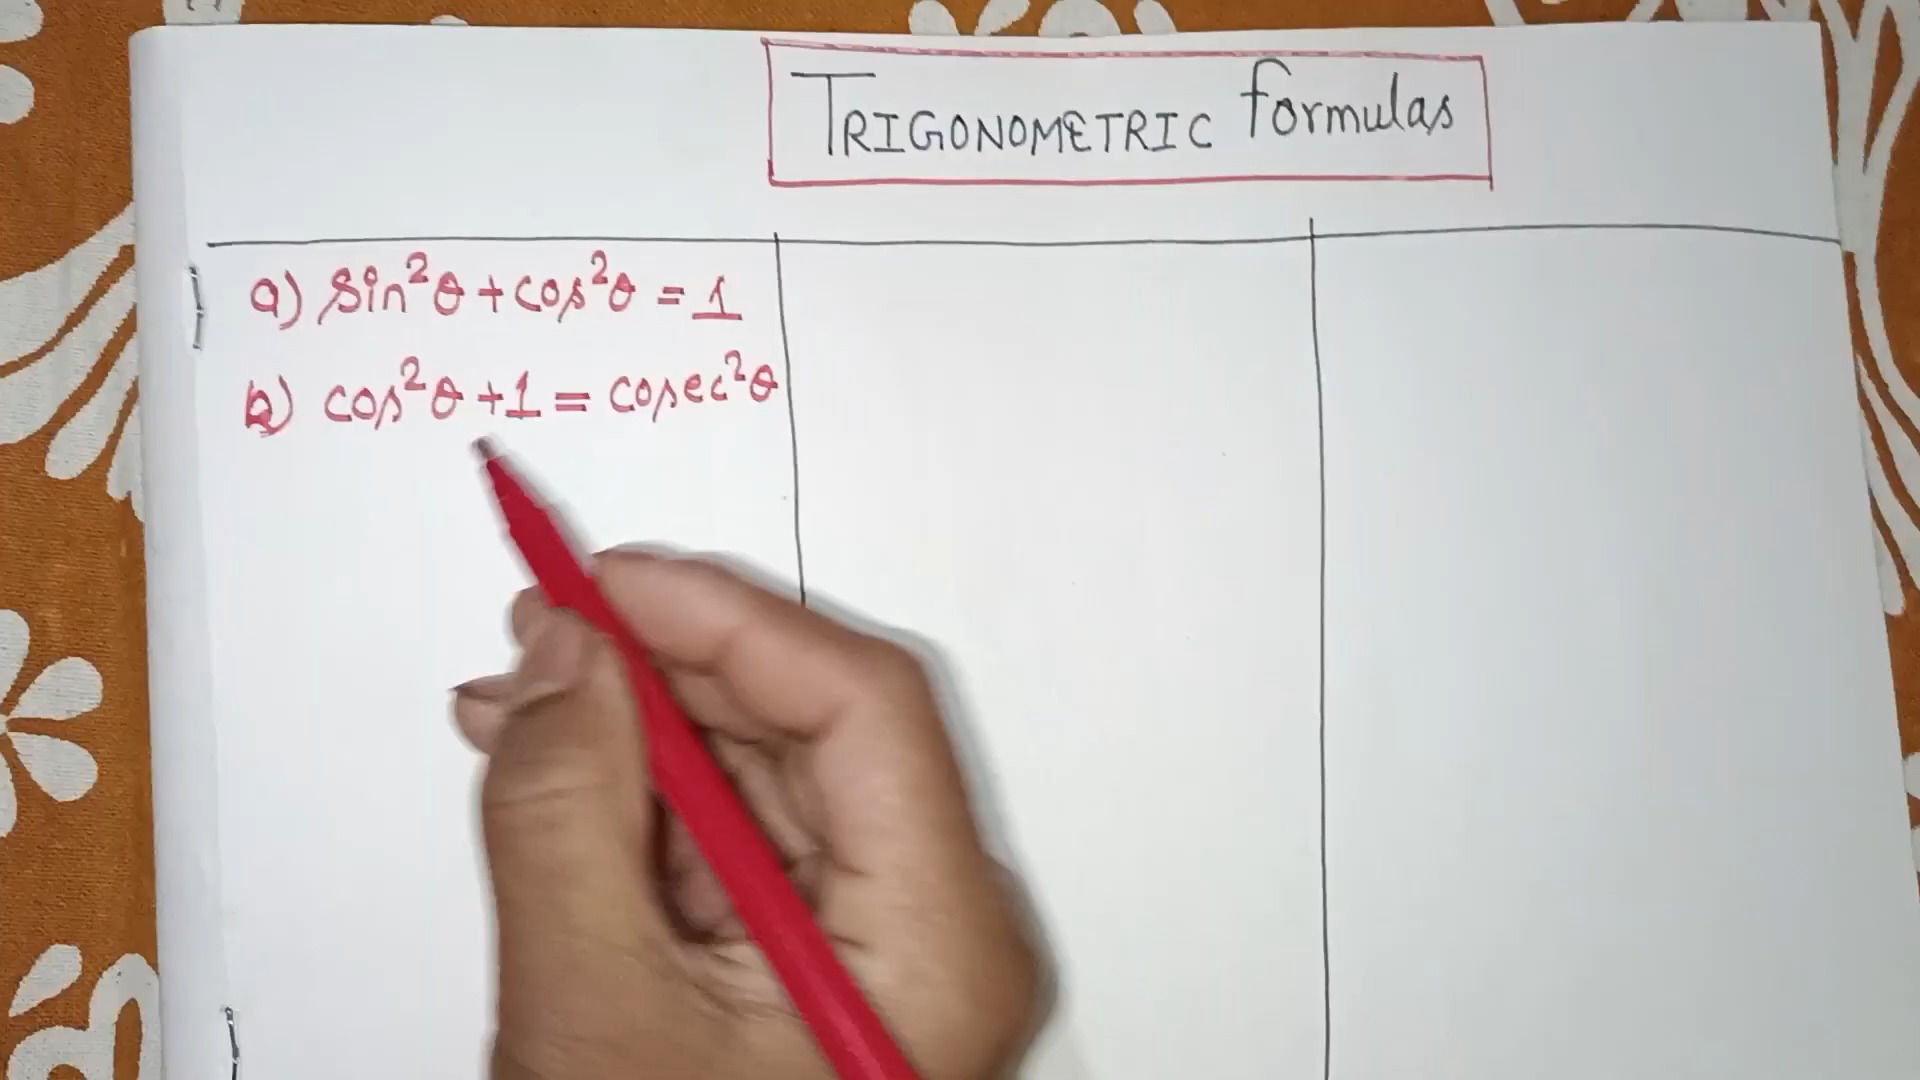 TRIGONOMETRIC formulas
a) sin²θ + cos²θ = 1
b) cos²θ + 1 = cosec²θ